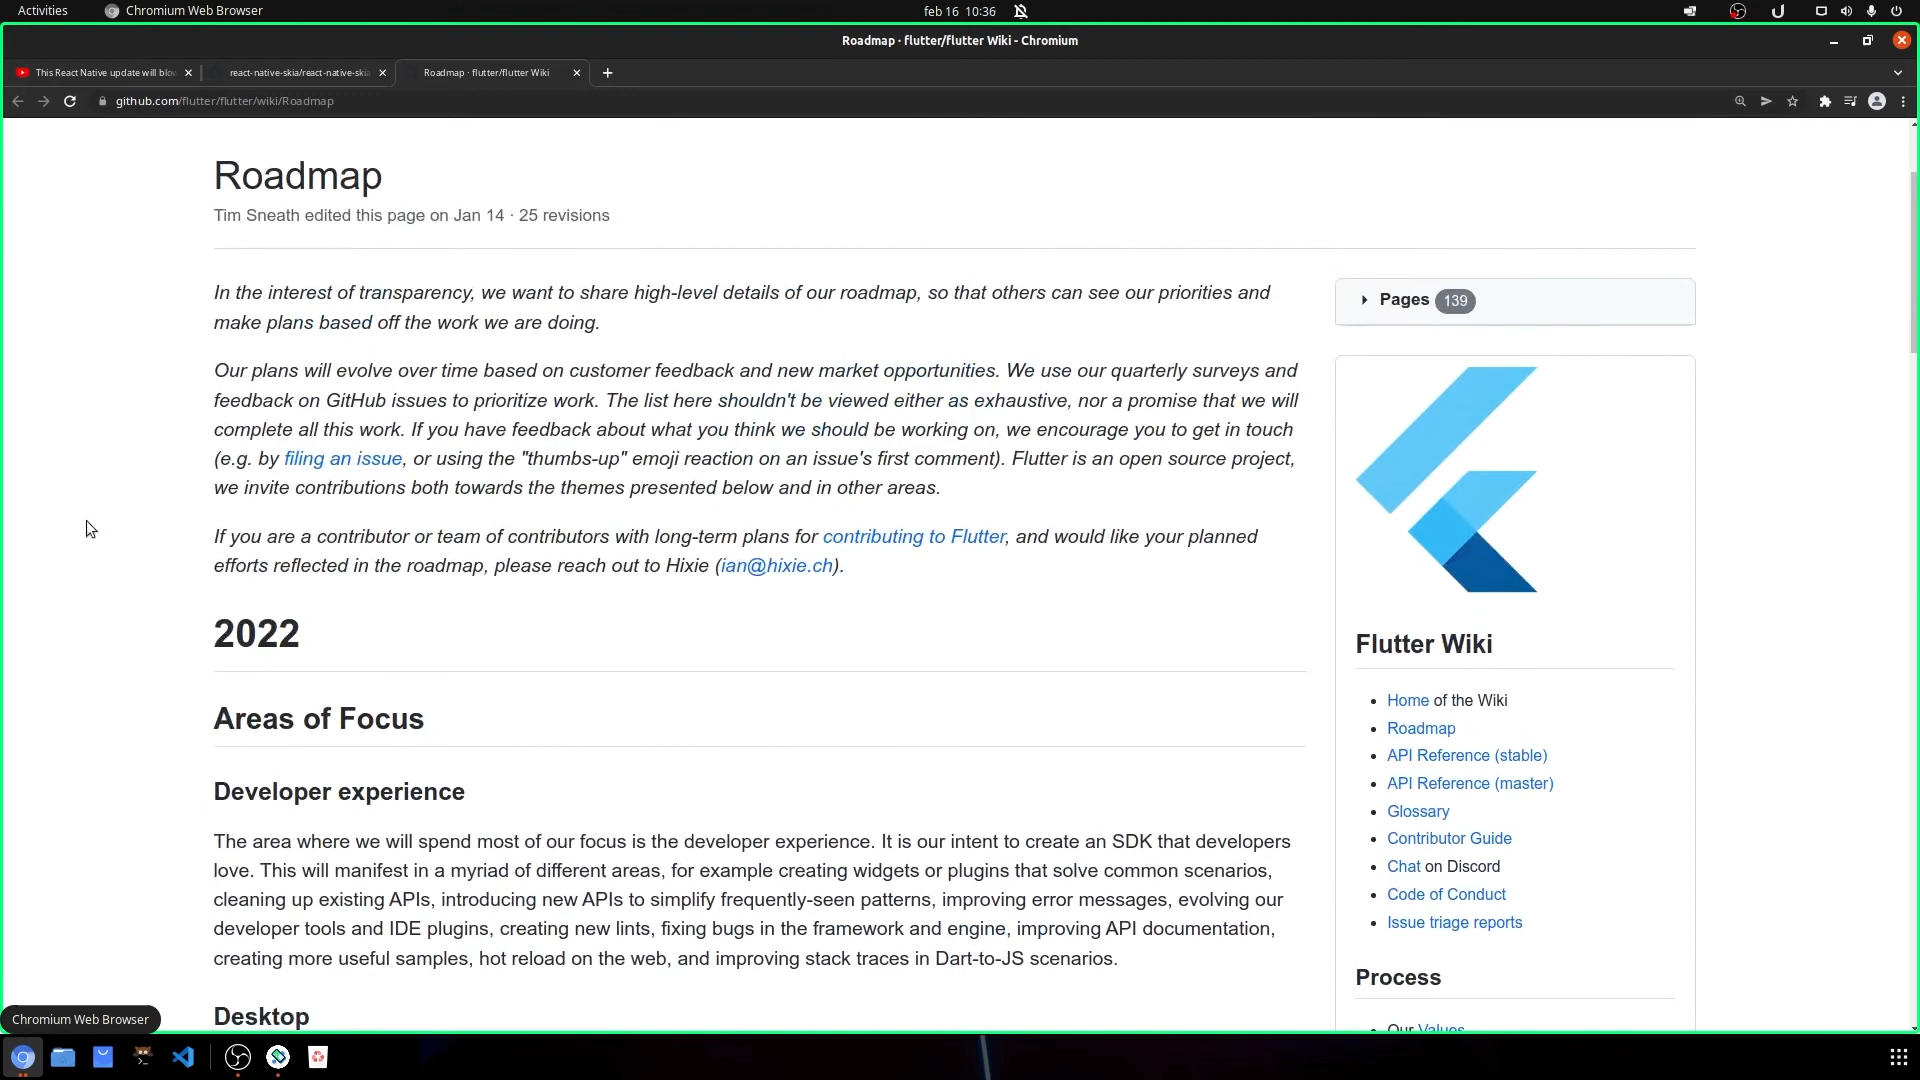 Activities
Chromium Web Browser
feb 16 10:36
Roadmap · flutter/flutter Wiki - Chromium
This React Native update will blow
react-native-skia/react-native-skia
Roadmap · flutter/flutter Wiki
github.com/flutter/flutter/wiki/Roadmap
Roadmap
Tim Sneath edited this page on Jan 14 · 25 revisions
In the interest of transparency, we want to share high-level details of our roadmap, so that others can see our priorities and
make plans based off the work we are doing.
Our plans will evolve over time based on customer feedback and new market opportunities. We use our quarterly surveys and
feedback on GitHub issues to prioritize work. The list here shouldn't be viewed either as exhaustive, nor a promise that we will
complete all this work. If you have feedback about what you think we should be working on, we encourage you to get in touch
(e.g. by filing an issue, or using the "thumbs-up" emoji reaction on an issue's first comment). Flutter is an open source project,
we invite contributions both towards the themes presented below and in other areas.
If you are a contributor or team of contributors with long-term plans for contributing to Flutter, and would like your planned
efforts reflected in the roadmap, please reach out to Hixie (ian@hixie.ch).
2022
Areas of Focus
Developer experience
The area where we will spend most of our focus is the developer experience. It is our intent to create an SDK that developers
love. This will manifest in a myriad of different areas, for example creating widgets or plugins that solve common scenarios,
cleaning up existing APIs, introducing new APIs to simplify frequently-seen patterns, improving error messages, evolving our
developer tools and IDE plugins, creating new lints, fixing bugs in the framework and engine, improving API documentation,
creating more useful samples, hot reload on the web, and improving stack traces in Dart-to-JS scenarios.
Desktop
Pages 139
Flutter Wiki
Home of the Wiki
Roadmap
API Reference (stable)
API Reference (master)
Glossary
Contributor Guide
Chat on Discord
Code of Conduct
Issue triage reports
Process
Our Values
Chromium Web Browser